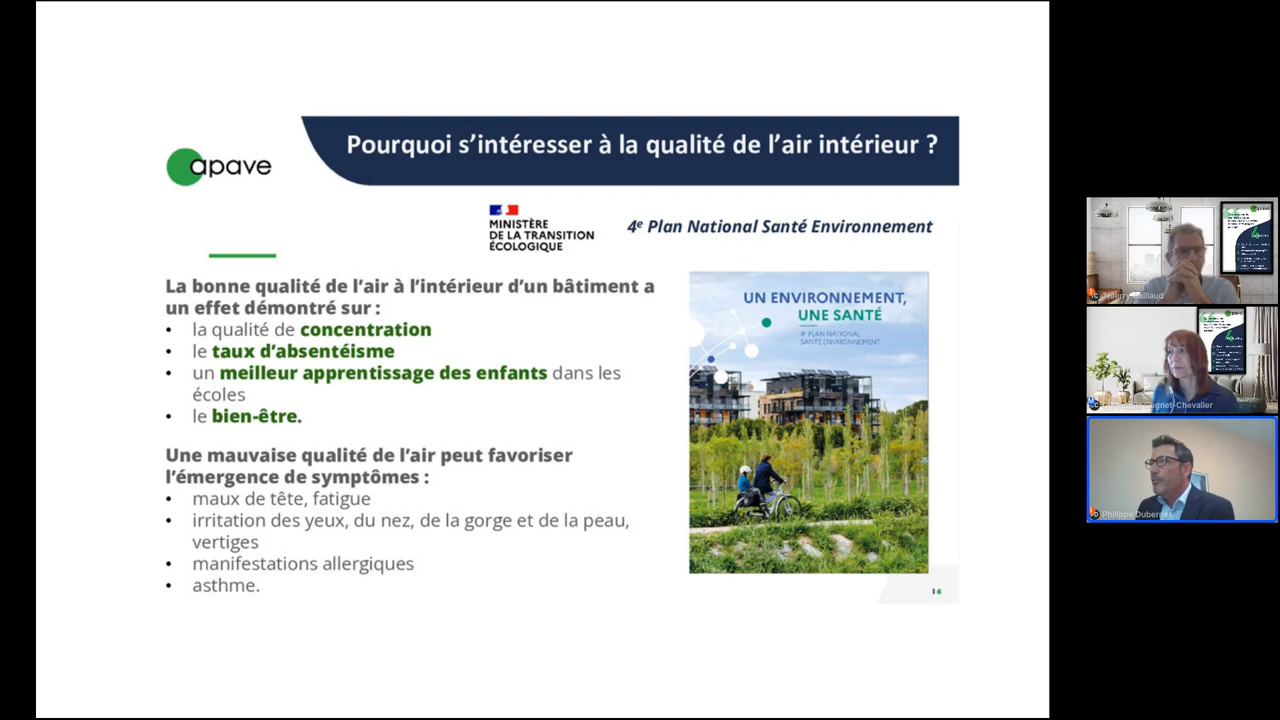 Pourquoi s'intéresser à la qualité de l'air intérieur ?
apave
MINISTÈRE
DE LA TRANSITION
ÉCOLOGIQUE
4e Plan National Santé Environnement
La bonne qualité de l'air à l'intérieur d'un bâtiment a
un effet démontré sur :
• la qualité de concentration
• le taux d'absentéisme
• un meilleur apprentissage des enfants dans les
écoles
• le bien-être.
Une mauvaise qualité de l'air peut favoriser
l'émergence de symptômes :
• maux de tête, fatigue
• irritation des yeux, du nez, de la gorge et de la peau,
vertiges
• manifestations allergiques
• asthme.
UN ENVIRONNEMENT,
UNE SANTÉ
4e PLAN NATIONAL
SANTÉ ENVIRONNEMENT
apave
Thierry
apave
Philippe